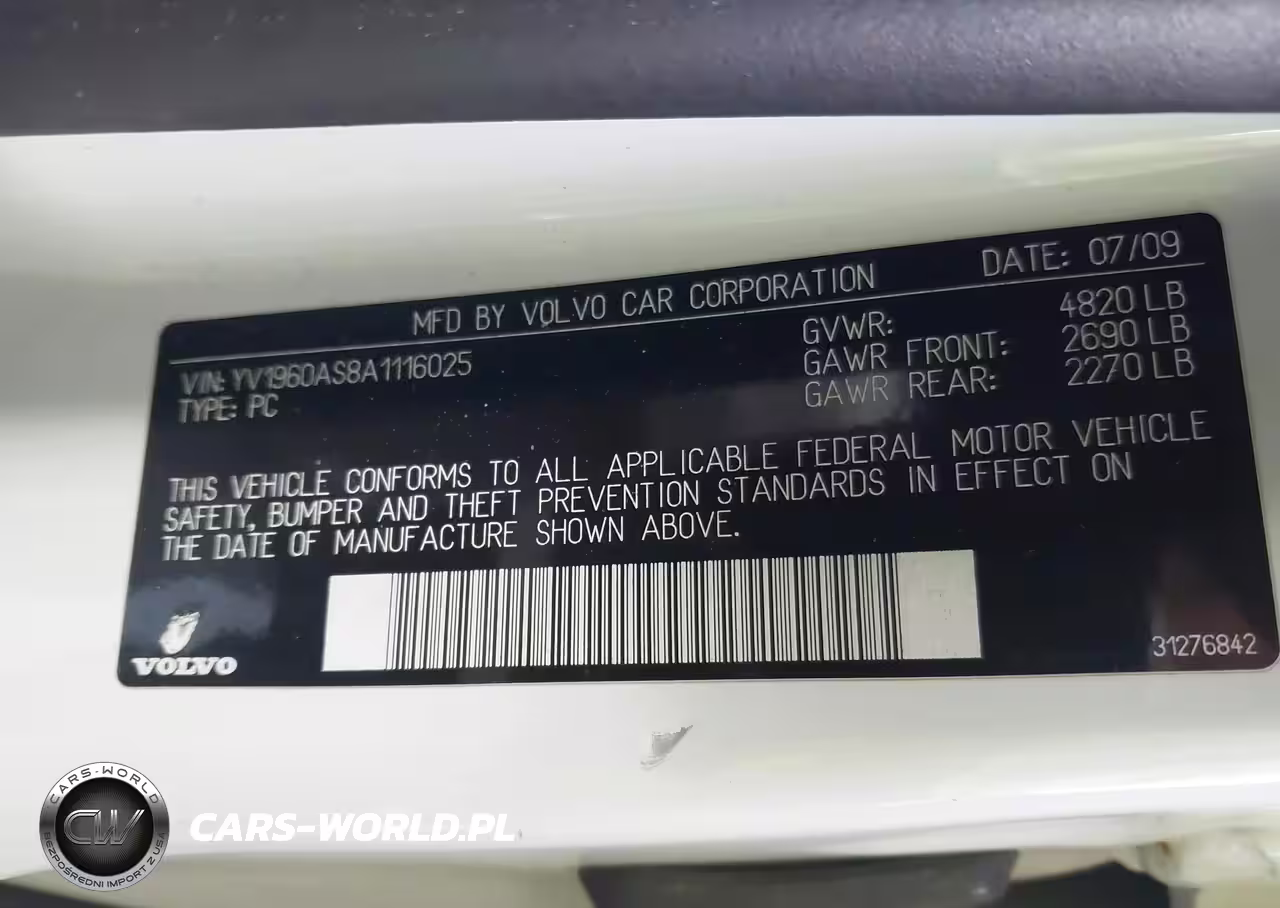 MFD BY VOLVO CAR CORPORATION DATE: 07/09
VIN: YV1960AS8A1116025
TYPE: PC
GVWR: 4820 LB
GAWR FRONT: 2690 LB
GAWR REAR: 2270 LB
THIS VEHICLE CONFORMS TO ALL APPLICABLE FEDERAL MOTOR VEHICLE
SAFETY, BUMPER AND THEFT PREVENTION STANDARDS IN EFFECT ON
THE DATE OF MANUFACTURE SHOWN ABOVE.
VOLVO
31276842
CARS-WORLD
CW
BEZPOŚREDNI IMPORT Z USA
CARS-WORLD.PL